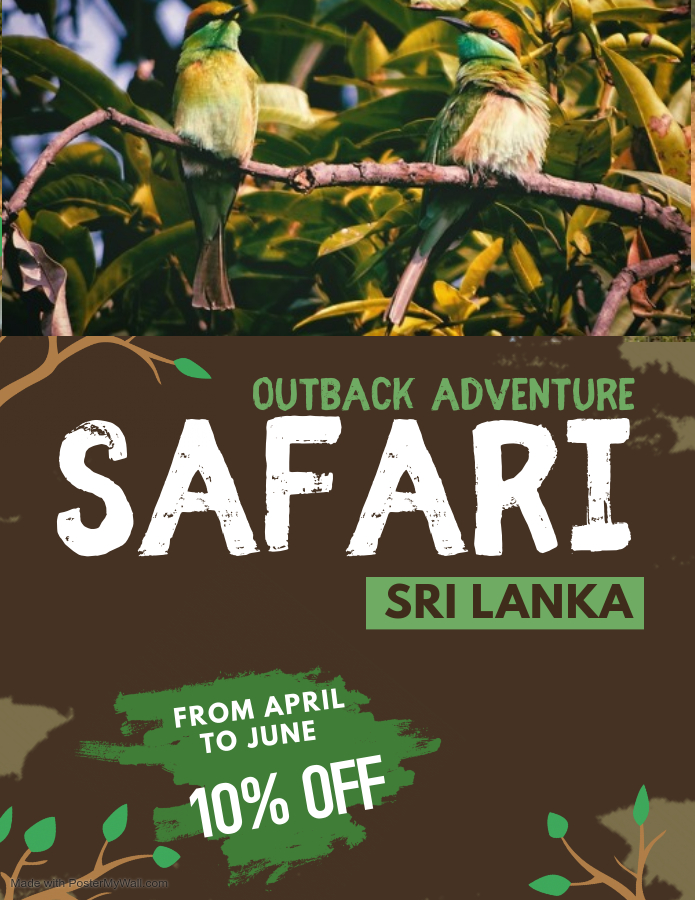 OUTBACK ADVENTURE
SAFARI
SRI LANKA
FROM APRIL
TO JUNE
10% OFF
Made with PosterMyWall.com